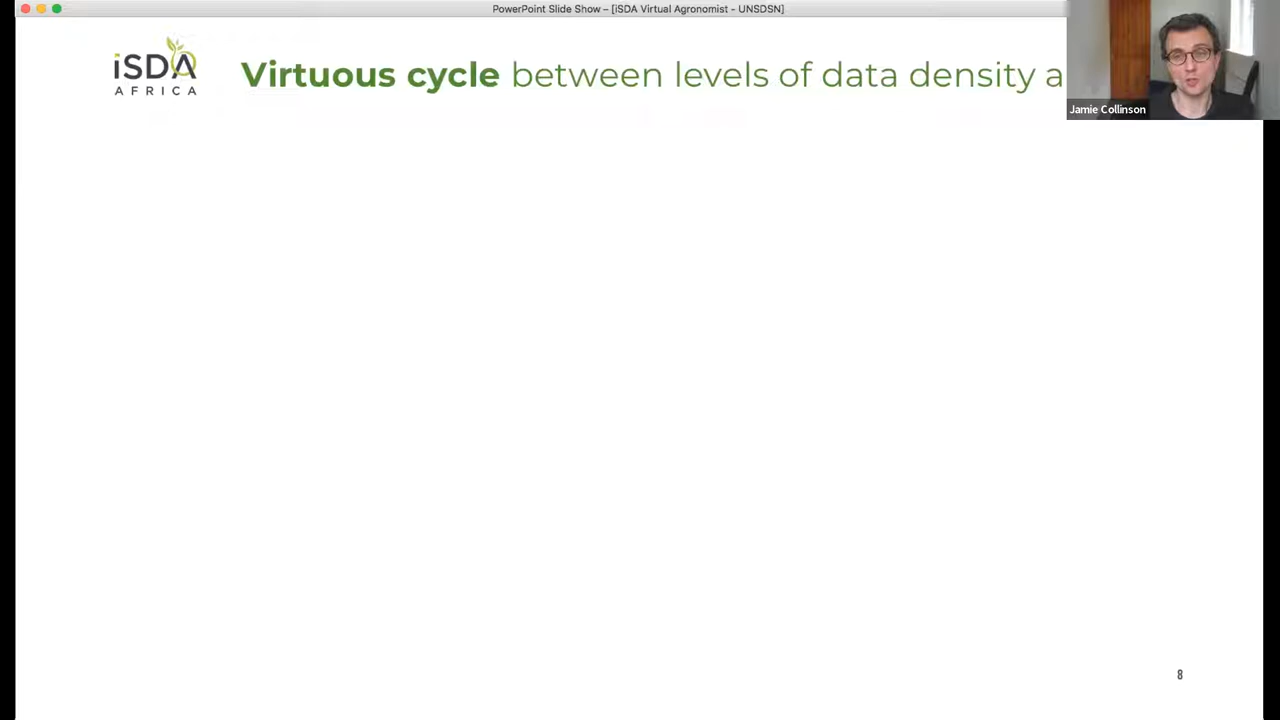 PowerPoint Slide Show – [iSDA Virtual Agronomist - UNSDSN]
iSDA
AFRICA
Virtuous cycle between levels of data density a
Jamie Collinson
8